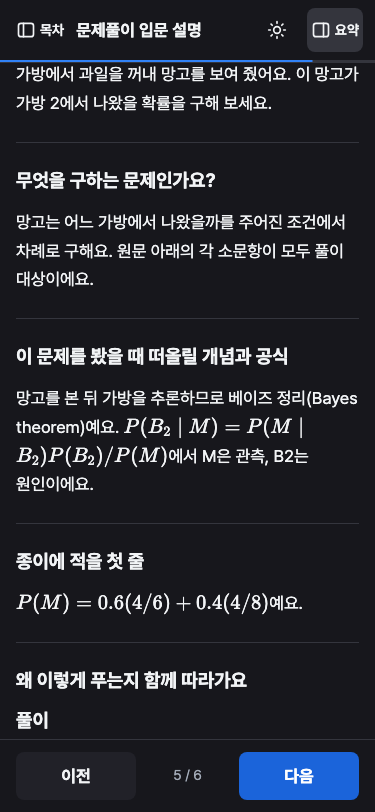 목차 문제풀이 입문 설명 요약
가방에서 과일을 꺼내 망고를 보여 줬어요. 이 망고가
가방 2에서 나왔을 확률을 구해 보세요.
무엇을 구하는 문제인가요?
망고는 어느 가방에서 나왔을까를 주어진 조건에서
차례로 구해요. 원문 아래의 각 소문항이 모두 풀이
대상이에요.
이 문제를 봤을 때 떠올릴 개념과 공식
망고를 본 뒤 가방을 추론하므로 베이즈 정리(Bayes
theorem)예요. P(B₂ | M) = P(M |
B₂)P(B₂)/P(M)에서 M은 관측, B2는
원인이에요.
종이에 적을 첫 줄
P(M) = 0.6(4/6) + 0.4(4/8)예요.
왜 이렇게 푸는지 함께 따라가요
풀이
이전 5 / 6 다음